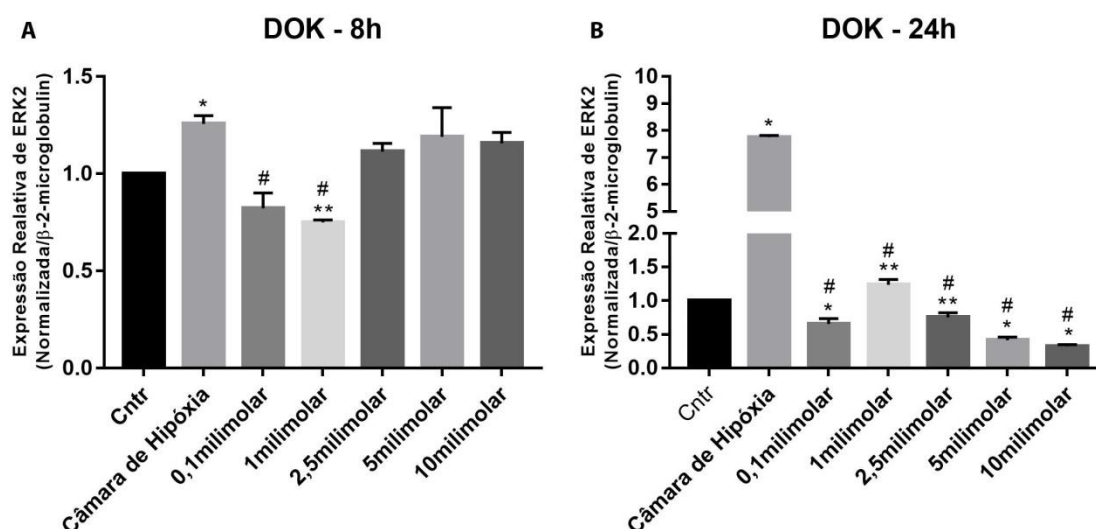 A
DOK - 8h
Expressão Realativa de ERK2
(Normalizada/β-2-microglobulin)
1.5
1.0
0.5
0.0
*
#
#
**
Cntr
Câmara de Hipóxia
0,1milimolar
1milimolar
2,5milimolar
5milimolar
10milimolar
B
DOK - 24h
Expressão Realativa de ERK2
(Normalizada/β-2-microglobulin)
10
9
8
7
6
5
2.0
1.5
1.0
0.5
0.0
*
#
*
#
**
#
**
#
*
#
*
Cntr
Câmara de Hipóxia
0,1milimolar
1milimolar
2,5milimolar
5milimolar
10milimolar